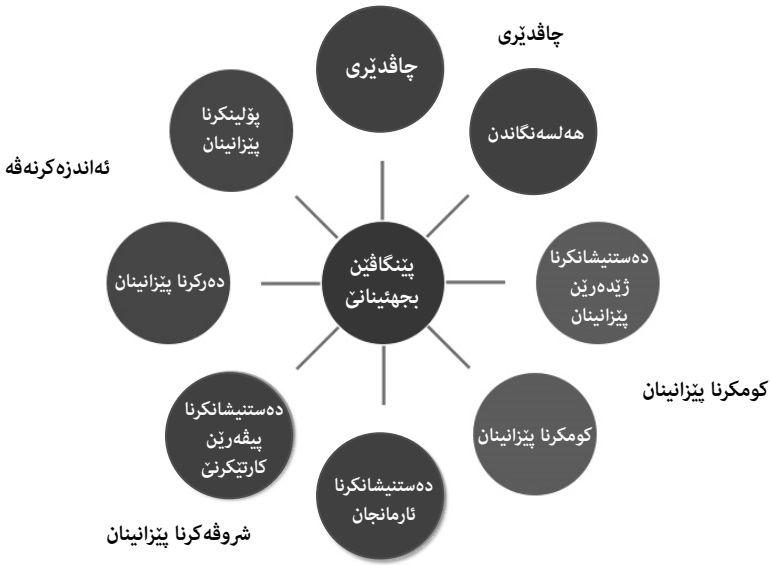 چاڤدێری
چاڤدێری
هەلسەنگاندن
پۆلینکرنا
پێزانینان
ئەاندزەکرنەڤە
پێنگاڤێن
بجهئینانێ
دەستنیشانکرنا
ژێدەرێن
پێزانینان
دەرکرنا پێزانینان
کومکرنا پێزانینان
کومکرنا پێزانینان
دەستنیشانکرنا
پیڤەرێن
کارتێکرنێ
دەستنیشانکرنا
ئارمانجان
شروڤەکرنا پێزانینان